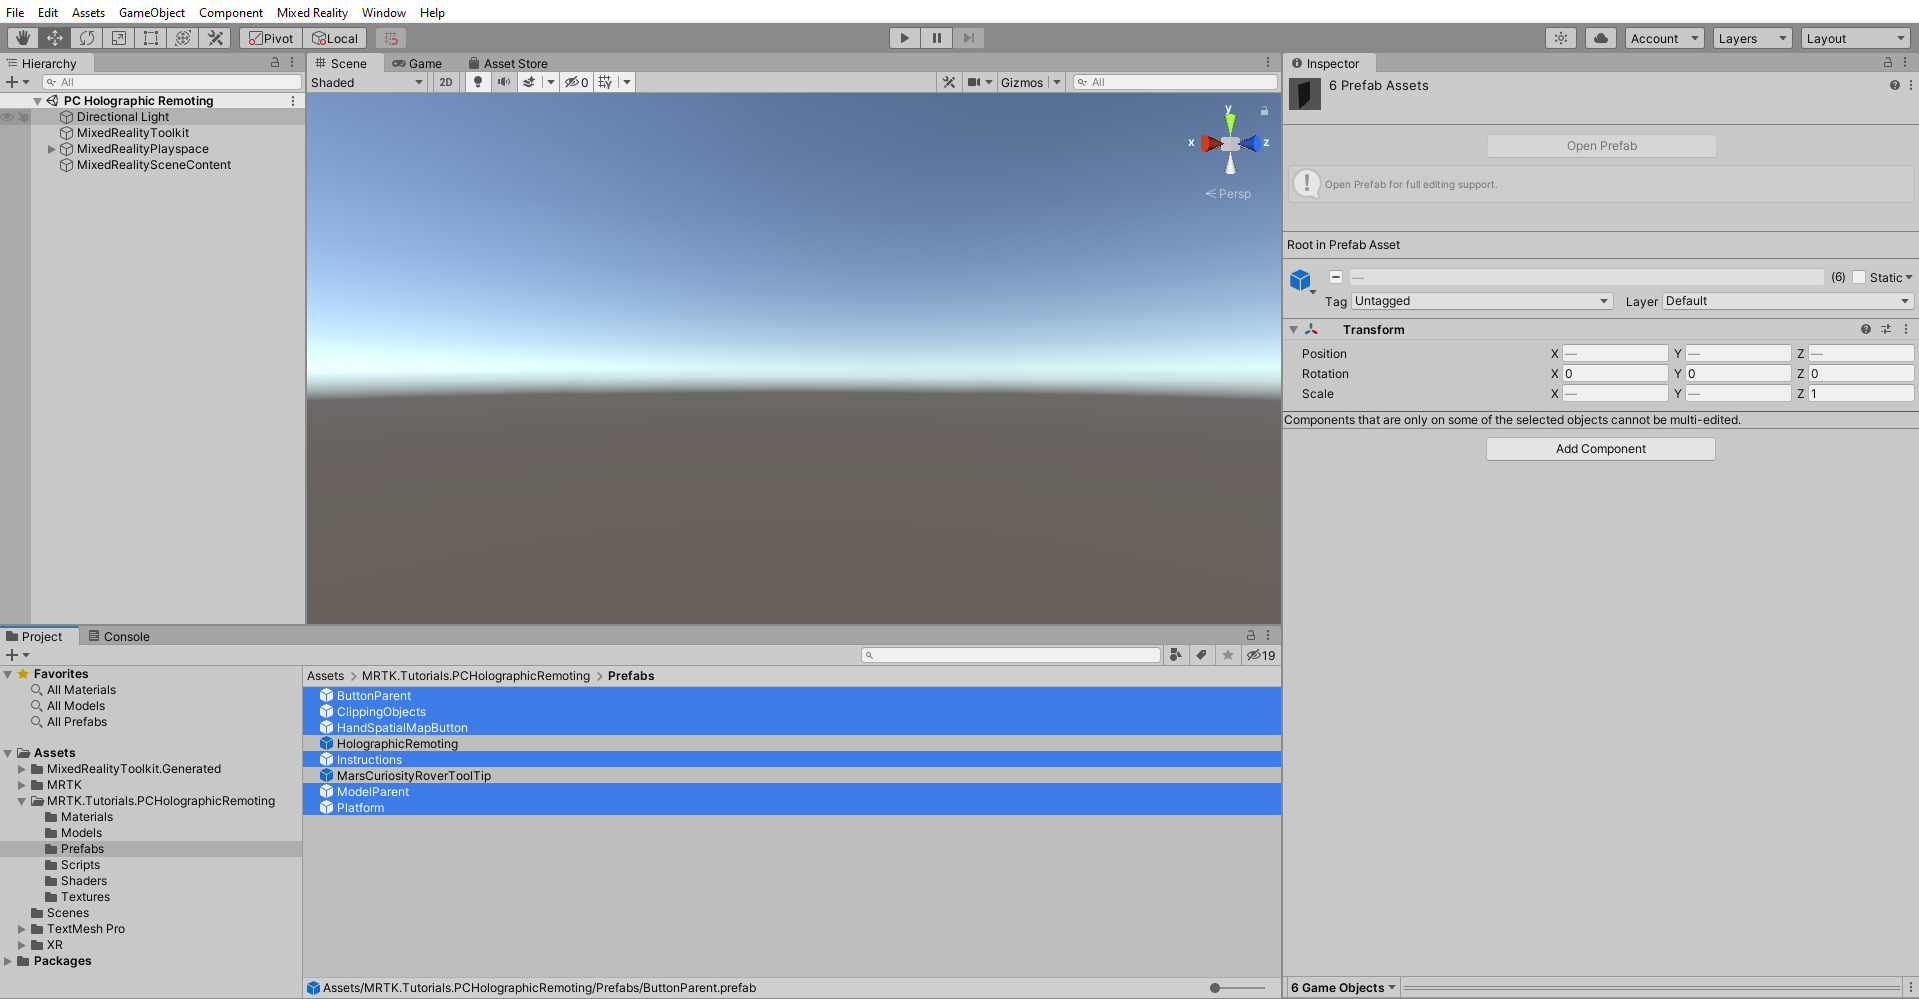 File Edit Assets GameObject Component Mixed Reality Window Help
Pivot Local Account Layers Layout
Hierarchy
All
PC Holographic Remoting
Directional Light
MixedRealityToolkit
MixedRealityPlayspace
MixedRealitySceneContent
Scene Game Asset Store
Shaded 2D 0 Gizmos All
y
x z
Persp
Inspector
6 Prefab Assets
Open Prefab
Open Prefab for full editing support.
Root in Prefab Asset
— (6) Static
Tag Untagged Layer Default
Transform
Position X — Y — Z —
Rotation X 0 Y 0 Z 0
Scale X — Y — Z 1
Components that are only on some of the selected objects cannot be multi-edited.
Add Component
Project Console
19
Favorites
All Materials
All Models
All Prefabs
Assets
MixedRealityToolkit.Generated
MRTK
MRTK.Tutorials.PCHolographicRemoting
Materials
Models
Prefabs
Scripts
Shaders
Textures
Scenes
TextMesh Pro
XR
Packages
Assets > MRTK.Tutorials.PCHolographicRemoting > Prefabs
ButtonParent
ClippingObjects
HandSpatialMapButton
HolographicRemoting
Instructions
MarsCuriosityRoverToolTip
ModelParent
Platform
Assets/MRTK.Tutorials.PCHolographicRemoting/Prefabs/ButtonParent.prefab
6 Game Objects